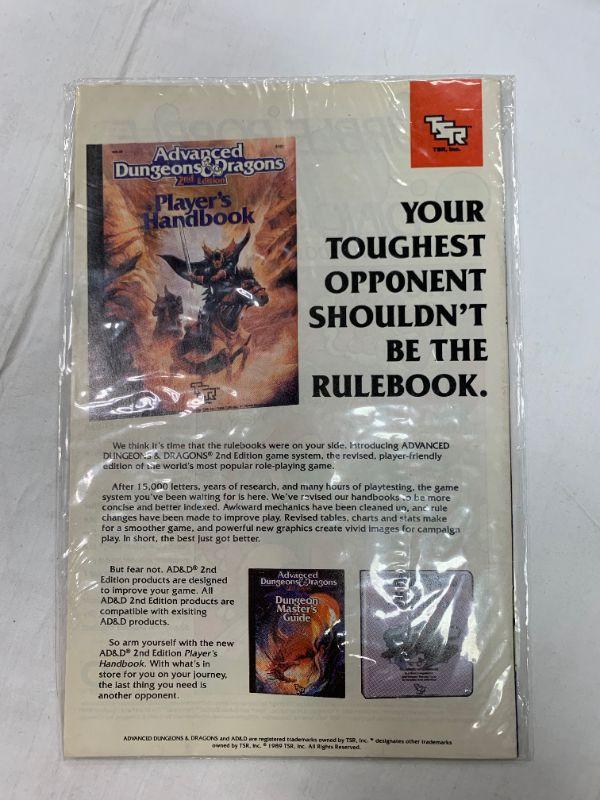 TSR
TSR, Inc.
Advanced
Dungeons & Dragons
2nd Edition
Player's
Handbook
TSR
YOUR
TOUGHEST
OPPONENT
SHOULDN'T
BE THE
RULEBOOK.
We think it's time that the rulebooks were on your side. Introducing ADVANCED
DUNGEONS & DRAGONS® 2nd Edition game system, the revised, player-friendly
edition of the world's most popular role-playing game.
After 15,000 letters, years of research, and many hours of playtesting, the game
system you've been waiting for is here. We've revised our handbooks to be more
concise and better indexed. Awkward mechanics have been cleaned up, and rule
changes have been made to improve play. Revised tables, charts and stats make
for a smoother game, and powerful new graphics create vivid images for campaign
play. In short, the best just got better.
But fear not. AD&D® 2nd
Edition products are designed
to improve your game. All
AD&D 2nd Edition products are
compatible with exisiting
AD&D products.
So arm yourself with the new
AD&D® 2nd Edition Player's
Handbook. With what's in
store for you on your journey,
the last thing you need is
another opponent.
Advanced
Dungeons & Dragons
Dungeon
Master's
Guide
TSR
TSR
ADVANCED DUNGEONS & DRAGONS and AD&D are registered trademarks owned by TSR, Inc. ™ designates other trademarks
owned by TSR, Inc. © 1989 TSR, Inc. All Rights Reserved.